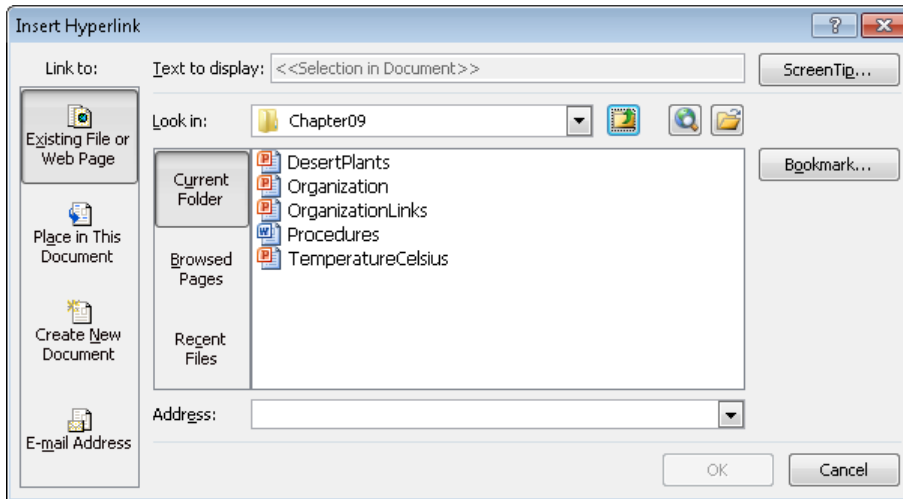 Insert Hyperlink
Link to:
Text to display: <<Selection in Document>>
ScreenTip...
Existing File or
Web Page
Place in This
Document
Create New
Document
E-mail Address
Look in: Chapter09
Current
Folder
Browsed
Pages
Recent
Files
DesertPlants
Organization
OrganizationLinks
Procedures
TemperatureCelsius
Bookmark...
Address:
OK
Cancel